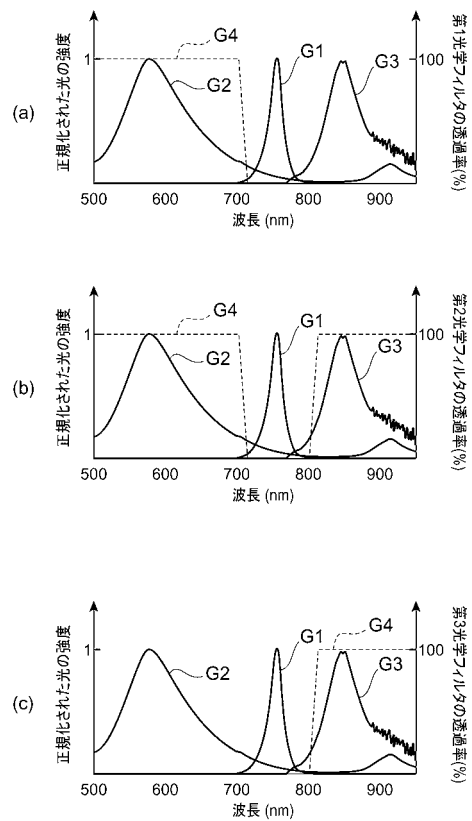 (a)
正規化された光の強度
第1光学フィルタの透過率(%)
1
100
G4
G2
G1
G3
500 600 700 800 900
波長 (nm)
(b)
正規化された光の強度
第2光学フィルタの透過率(%)
1
100
G4
G2
G1
G3
500 600 700 800 900
波長 (nm)
(c)
正規化された光の強度
第3光学フィルタの透過率(%)
1
100
G2
G1
G4
G3
500 600 700 800 900
波長 (nm)